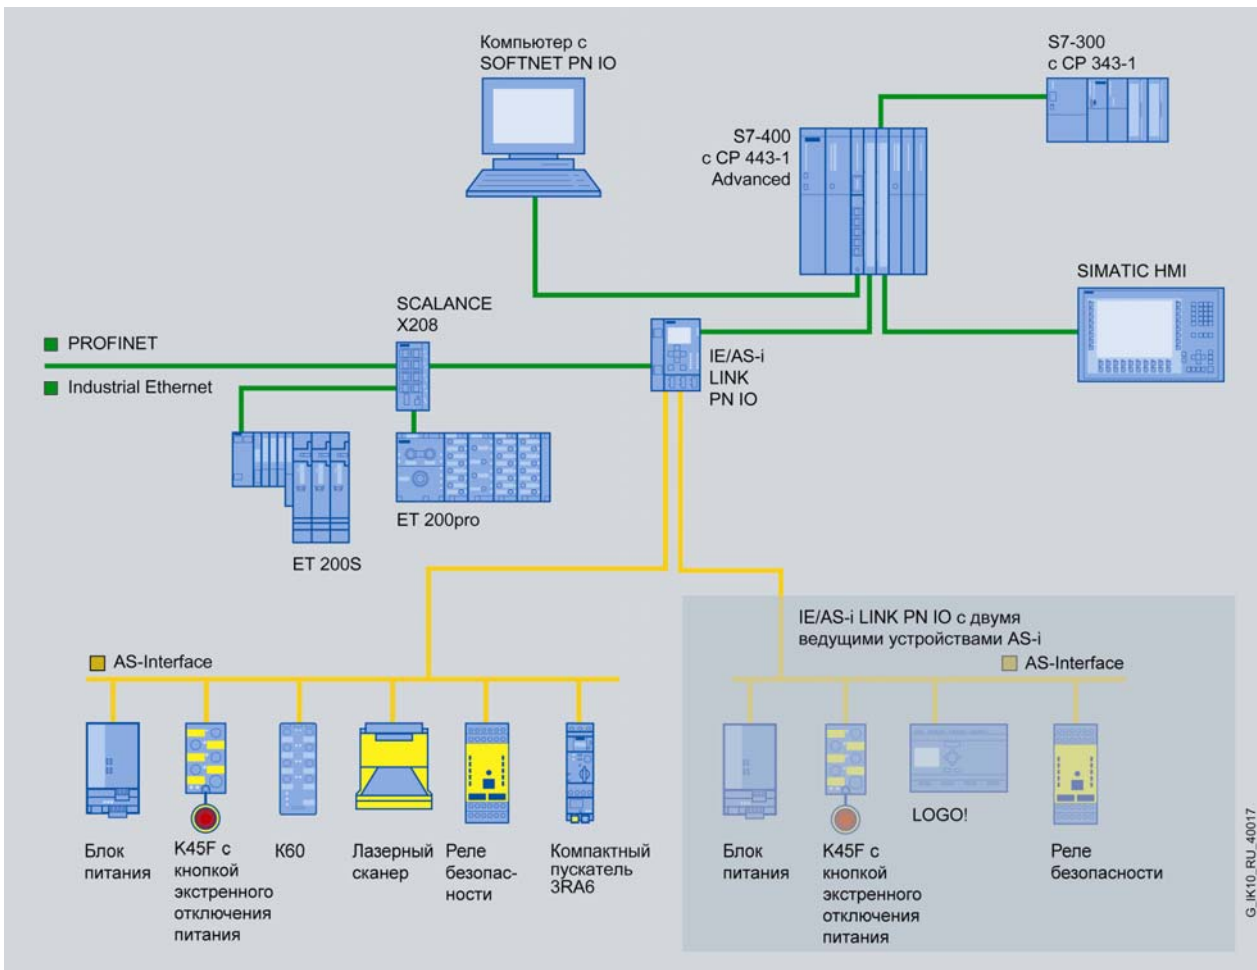 Компьютер с
SOFTNET PN IO
S7-300
с CP 343-1
S7-400
с CP 443-1
Advanced
SIMATIC HMI
SCALANCE
X208
PROFINET
Industrial Ethernet
IE/AS-i
LINK
PN IO
ET 200pro
ET 200S
IE/AS-i LINK PN IO с двумя
ведущими устройствами AS-i
AS-Interface
AS-Interface
Блок
питания
K45F с
кнопкой
экстренного
отключения
питания
К60
Лазерный
сканер
Реле
безопас-
ности
Компактный
пускатель
3RA6
Блок
питания
K45F с
кнопкой
экстренного
отключения
питания
LOGO!
Реле
безопасности
G_IK10_RU_40017